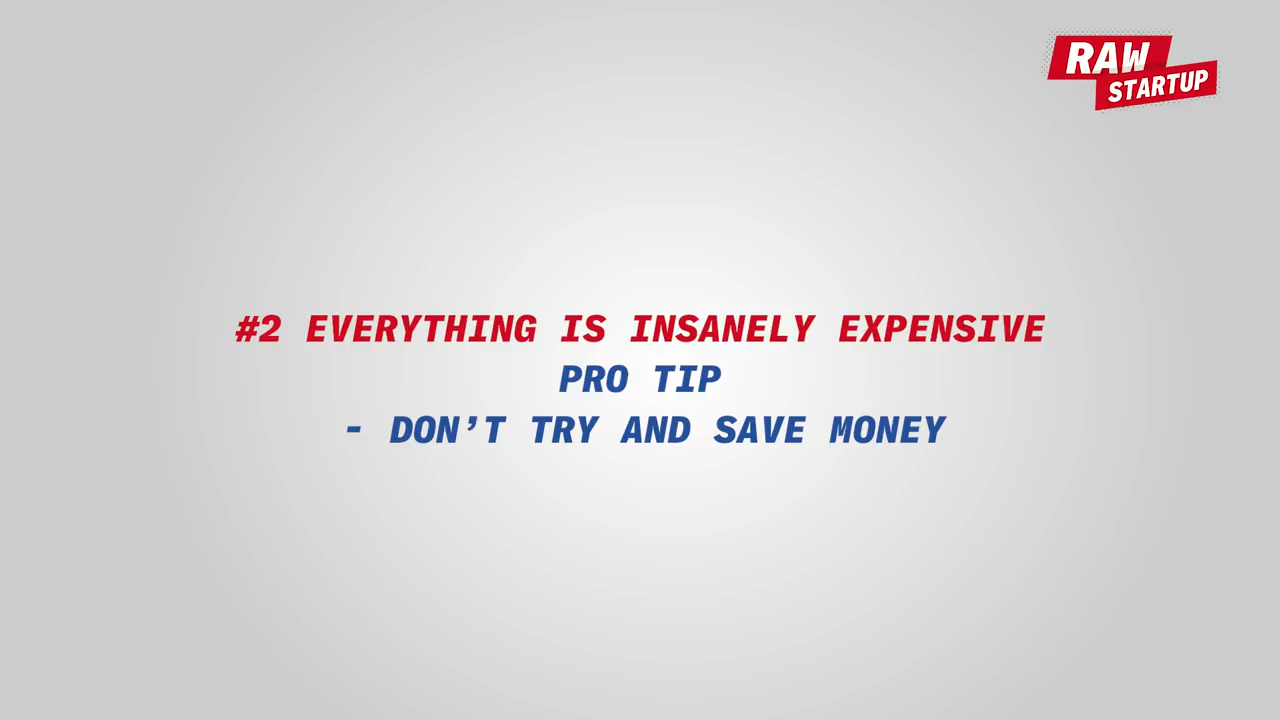 RAW
STARTUP
#2 EVERYTHING IS INSANELY EXPENSIVE
PRO TIP
- DON’T TRY AND SAVE MONEY